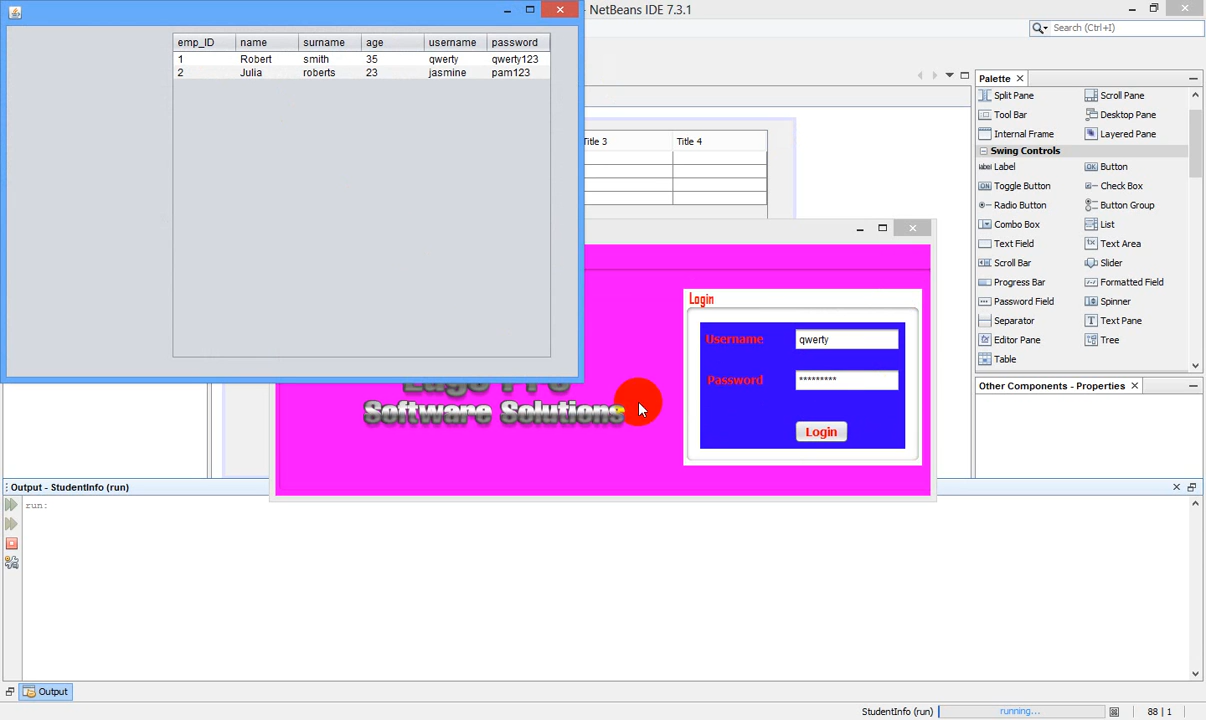 - NetBeans IDE 7.3.1
Search (Ctrl+I)
emp_ID name surname age username password
1 Robert smith 35 qwerty qwerty123
2 Julia roberts 23 jasmine pam123
Title 3 Title 4
Palette
Split Pane Scroll Pane
Tool Bar Desktop Pane
Internal Frame Layered Pane
Swing Controls
label Label OK Button
ON Toggle Button Check Box
Radio Button Button Group
Combo Box List
Text Field Text Area
Scroll Bar Slider
Progress Bar Formatted Field
Password Field Spinner
Separator T Text Pane
Editor Pane Tree
Table
Other Components - Properties
Login
Username qwerty
Password *********
Login
Software Solutions
Output - StudentInfo (run)
run:
Output
StudentInfo (run) running... 88 | 1